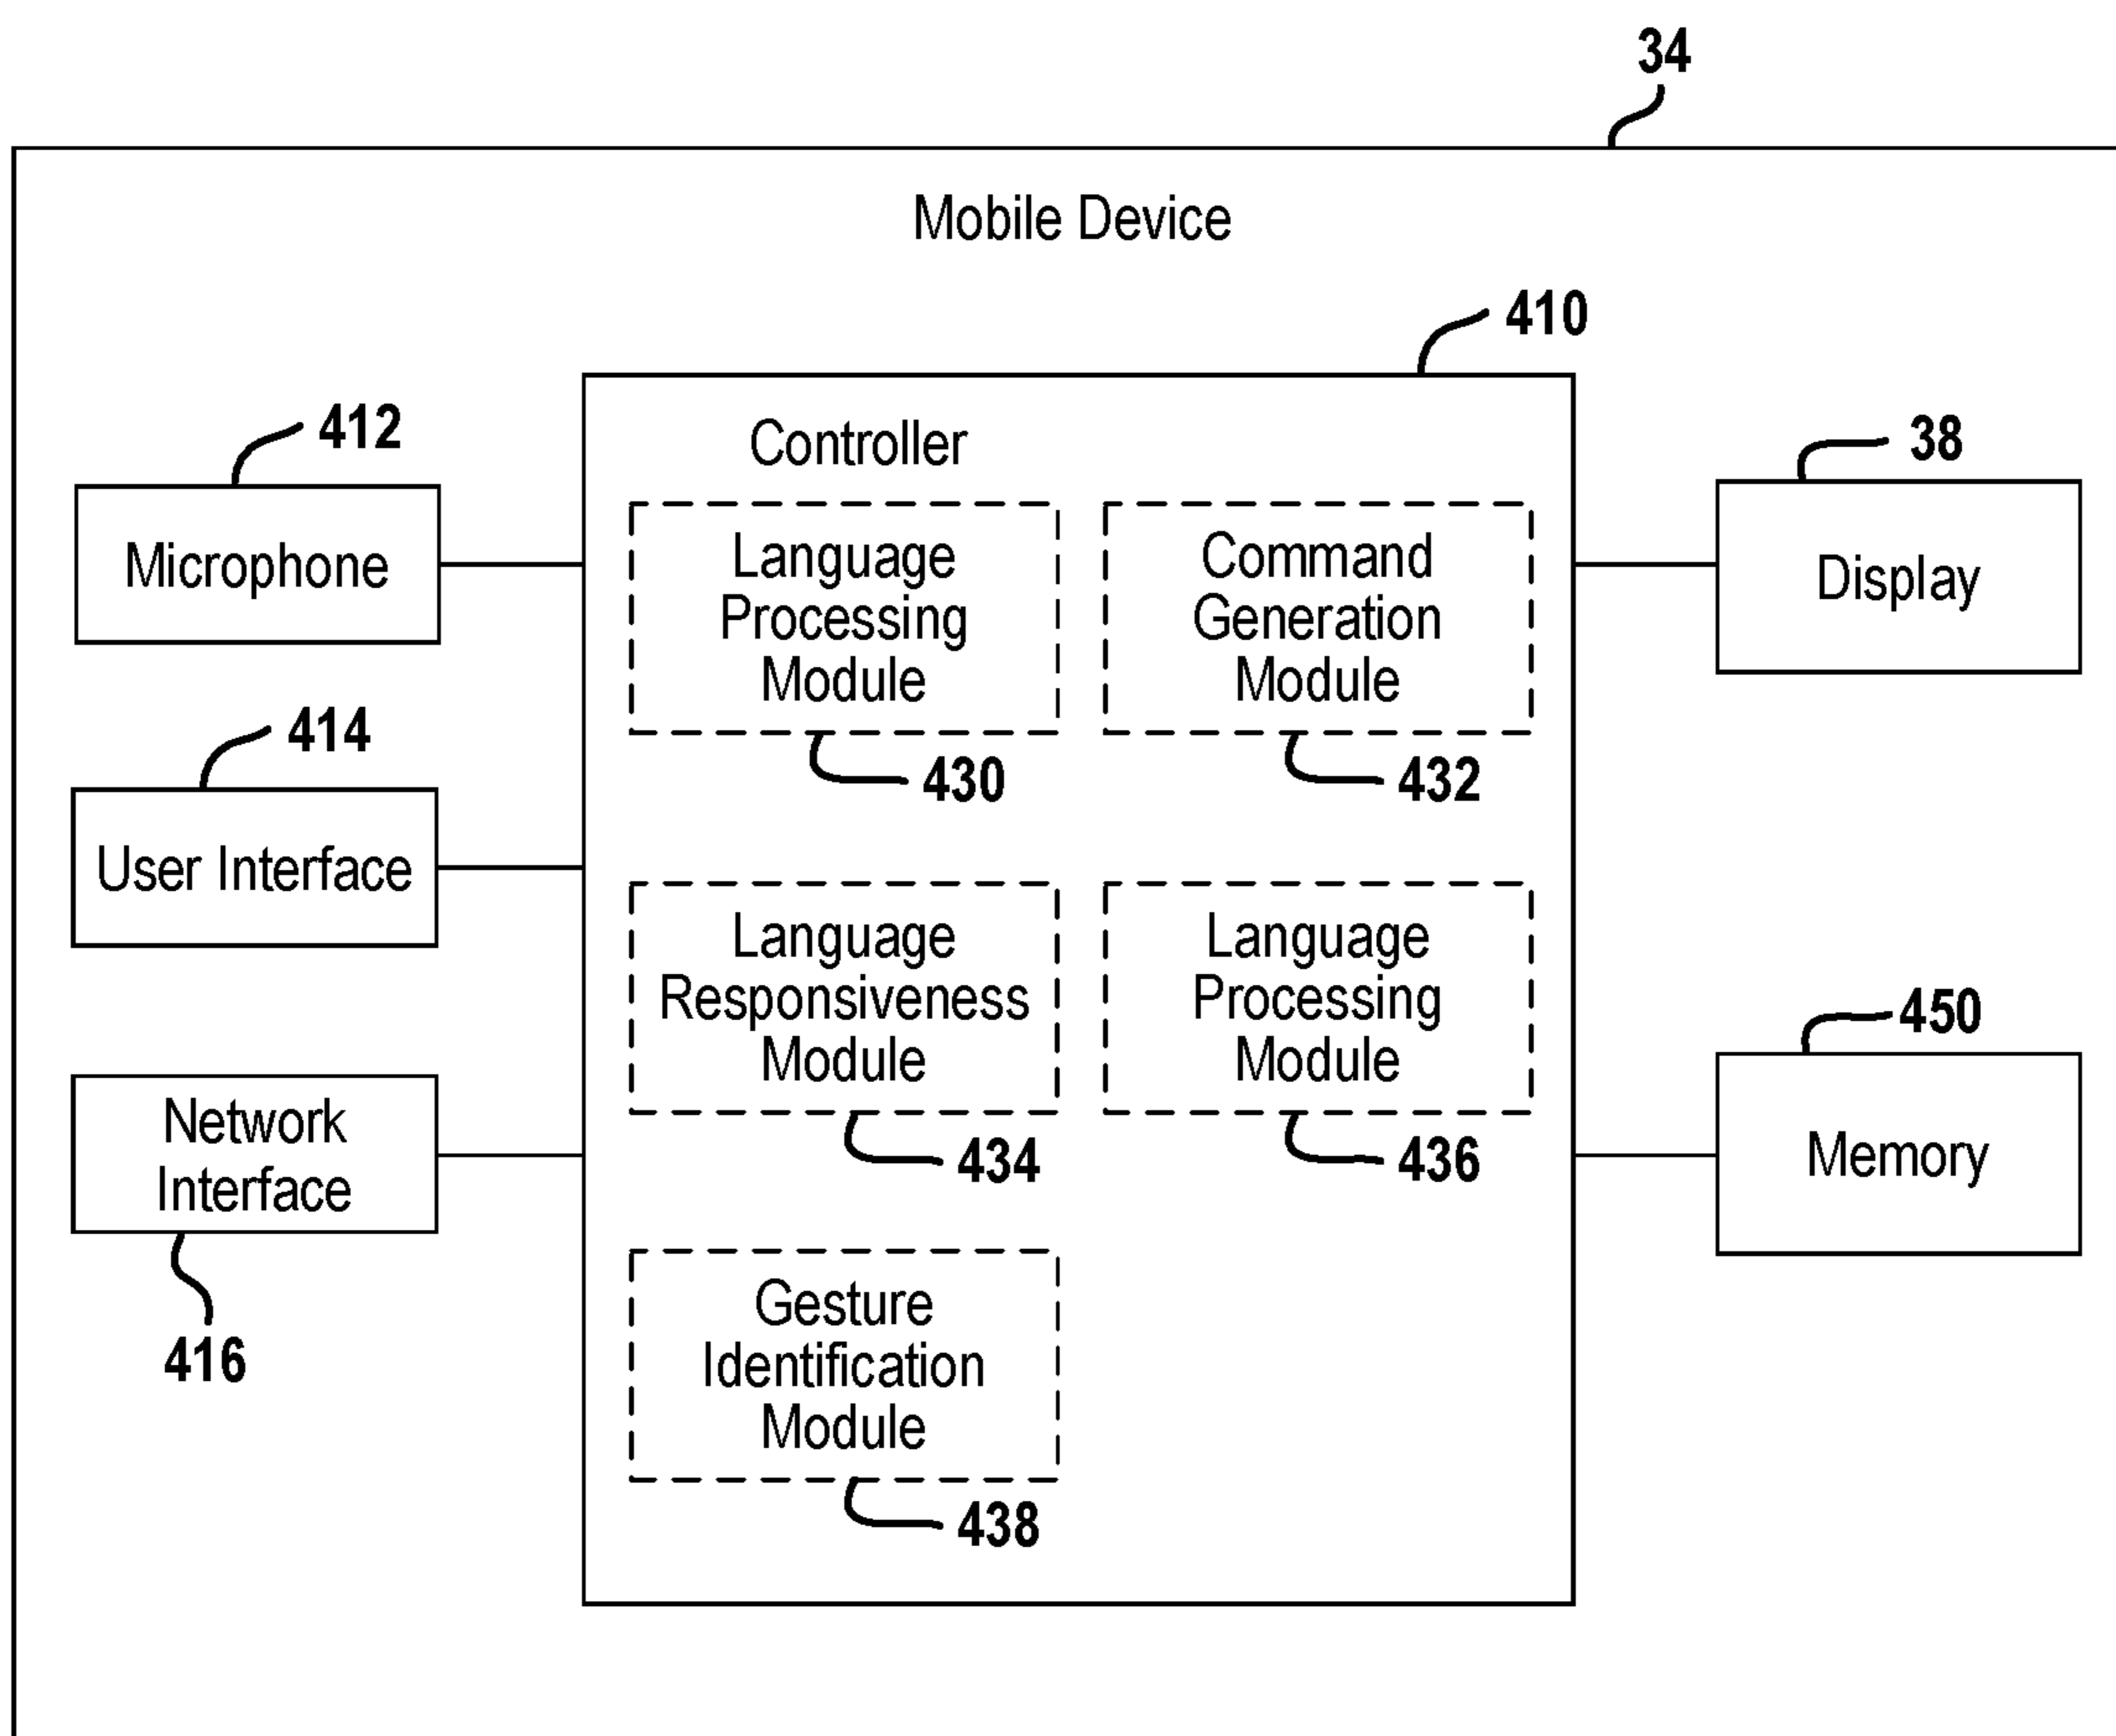 34
Mobile Device
410
412
Controller
38
Microphone
Language
Processing
Module
Command
Generation
Module
Display
414
430
432
User Interface
Language
Responsiveness
Module
Language
Processing
Module
450
Network
Interface
434
436
Memory
416
Gesture
Identification
Module
438